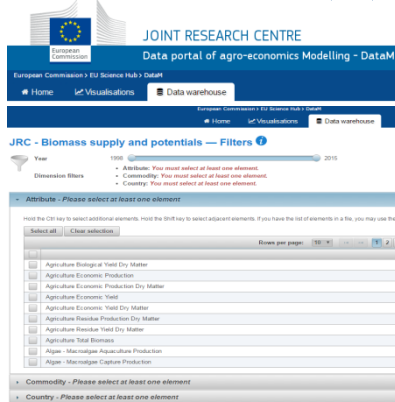 JOINT RESEARCH CENTRE
Data portal of agro-economics Modelling - DataM
European
Commission
European Commission > EU Science Hub > DataM
Home Visualisations Data warehouse
European Commission > EU Science Hub > DataM
Home Visualisations Data warehouse
JRC - Biomass supply and potentials — Filters
Year 1998 2015
Dimension filters • Attribute: You must select at least one element.
• Commodity: You must select at least one element.
• Country: You must select at least one element.
Attribute - Please select at least one element
Hold the Ctrl key to select additional elements. Hold the Shift key to select adjacent elements. If you have the list of elements in a file, you may use the
Select all Clear selection
Rows per page: 10 1 2
Agriculture Biological Yield Dry Matter
Agriculture Economic Production
Agriculture Economic Production Dry Matter
Agriculture Economic Yield
Agriculture Economic Yield Dry Matter
Agriculture Residue Production Dry Matter
Agriculture Residue Yield Dry Matter
Agriculture Total Biomass
Algae - Macroalgae Aquaculture Production
Algae - Macroalgae Capture Production
Commodity - Please select at least one element
Country - Please select at least one element